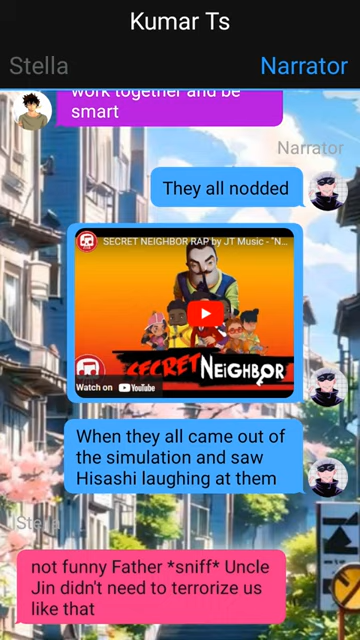 Kumar Ts
Stella
Narrator
work together and be
smart
Narrator
They all nodded
SECRET NEIGHBOR RAP by JT Music - "N...
SECRET NEIGHBOR
Watch on YouTube
When they all came out of
the simulation and saw
Hisashi laughing at them
Stella
not funny Father *sniff* Uncle
Jin didn't need to terrorize us
like that